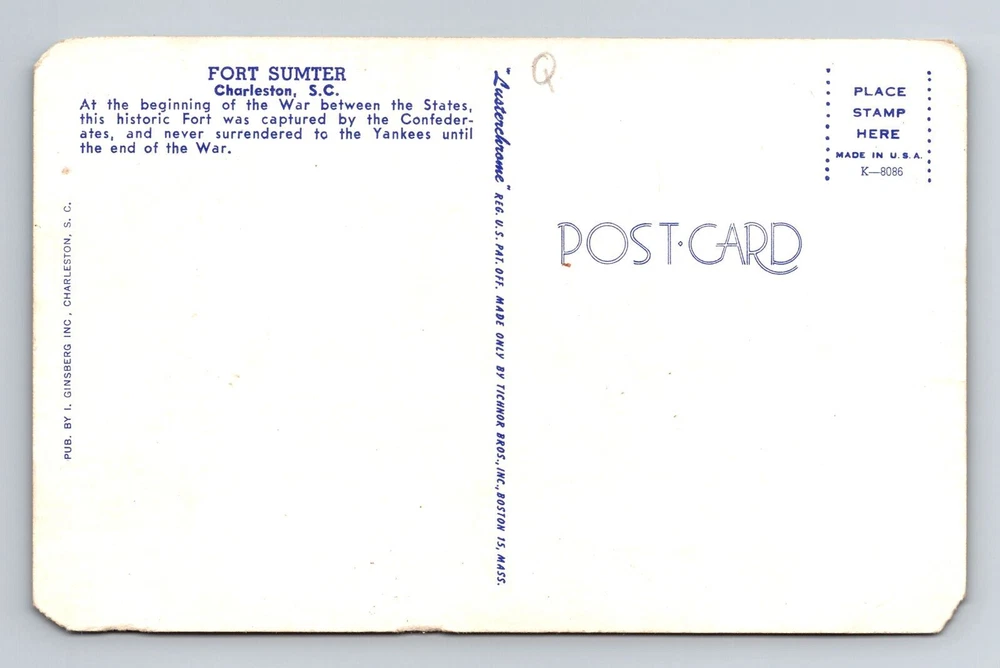 FORT SUMTER
Charleston, S.C.
At the beginning of the War between the States,
this historic Fort was captured by the Confeder-
ates, and never surrendered to the Yankees until
the end of the War.
PUB. BY I. GINSBERG INC, CHARLESTON, S. C.
"Lusterchrome" REG. U.S. PAT. OFF. MADE ONLY BY TICHNOR BROS., INC., BOSTON 15, MASS.
Q
POST·CARD
PLACE
STAMP
HERE
MADE IN U.S.A.
K—8086